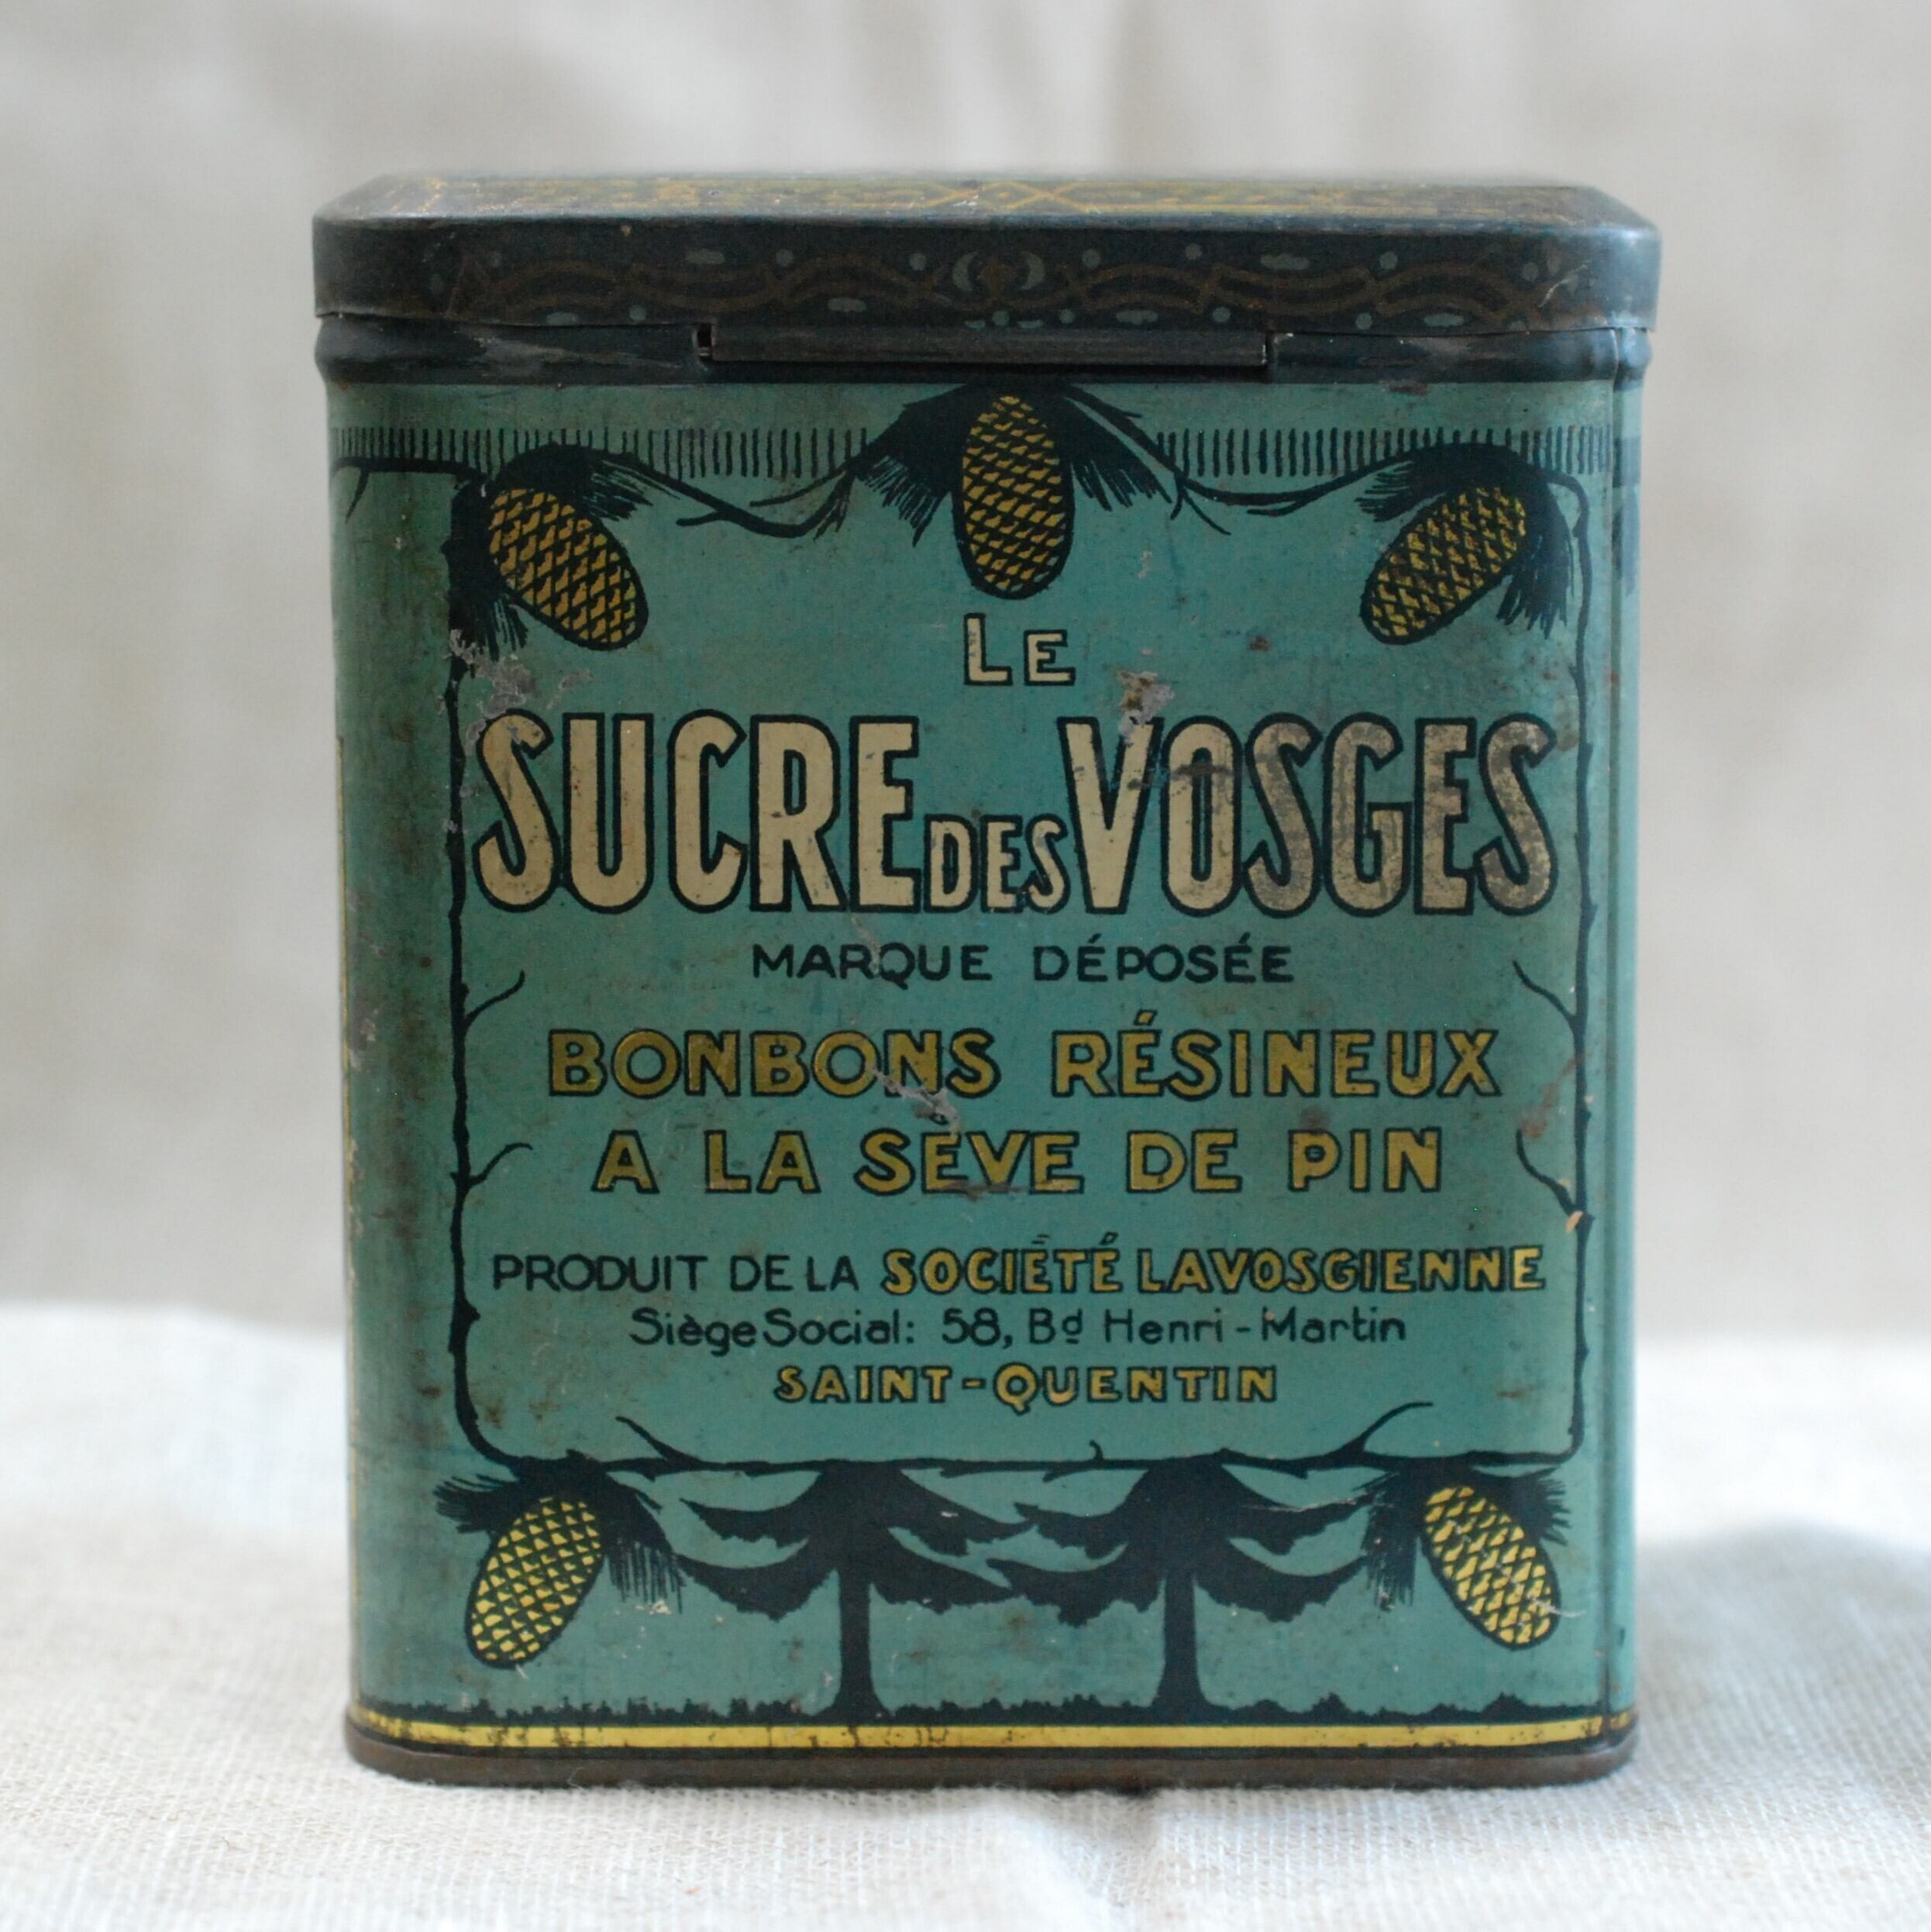 LE
SUCRE DES VOSGES
MARQUE DÉPOSÉE
BONBONS RÉSINEUX
A LA SÈVE DE PIN
PRODUIT DE LA SOCIÉTÉ LAVOSGIENNE
Siège Social: 58, Bd Henri-Martin
SAINT-QUENTIN